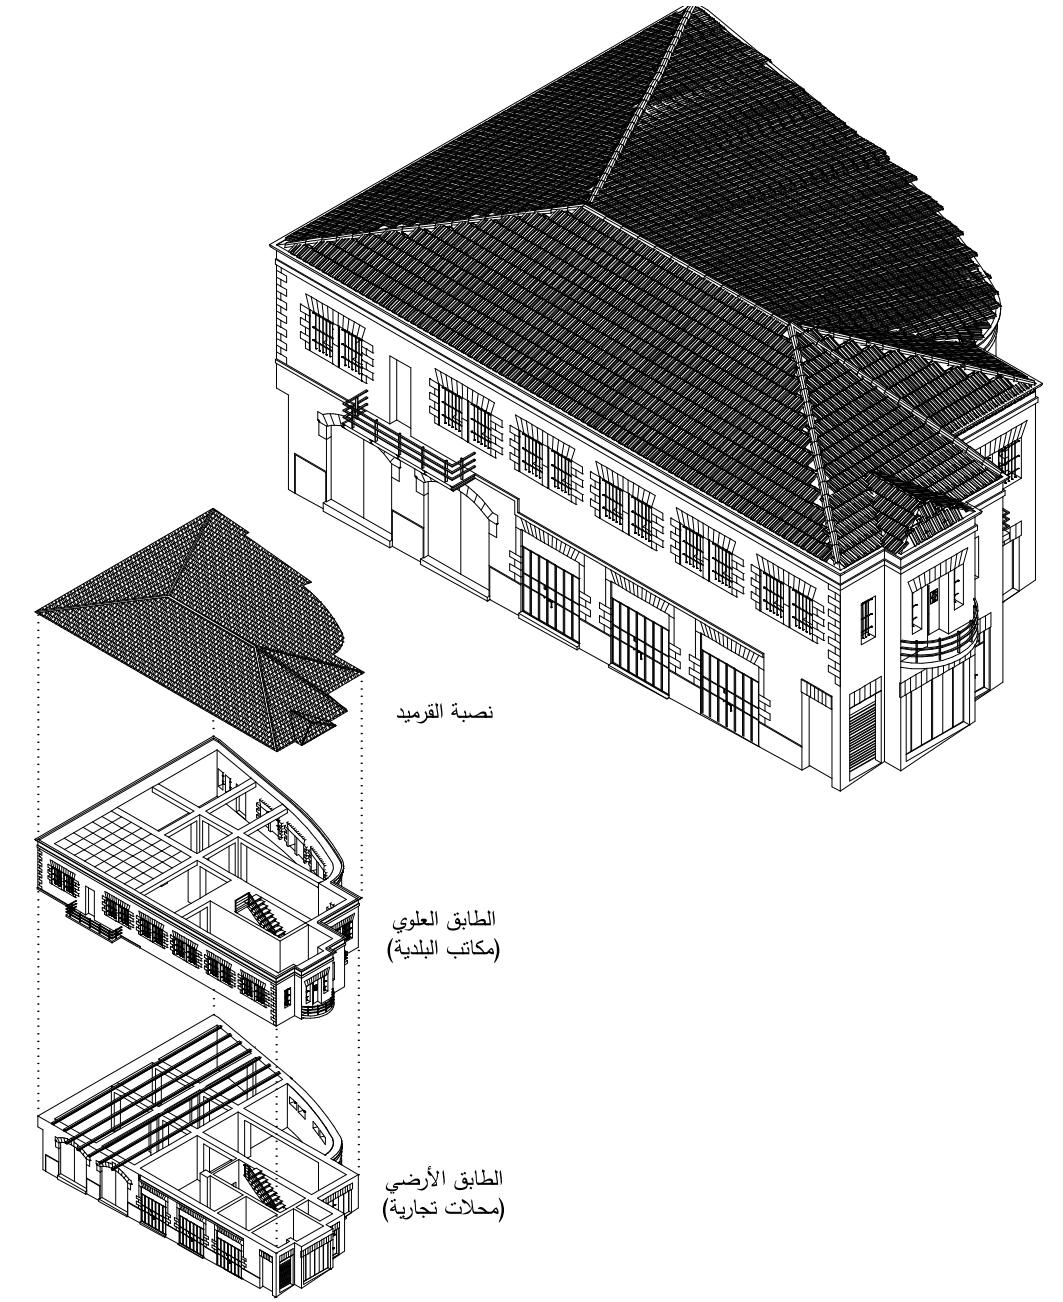 نصبة القرميد
الطابق العلوي
(مكاتب البلدية)
الطابق الأرضي
(محلات تجارية)